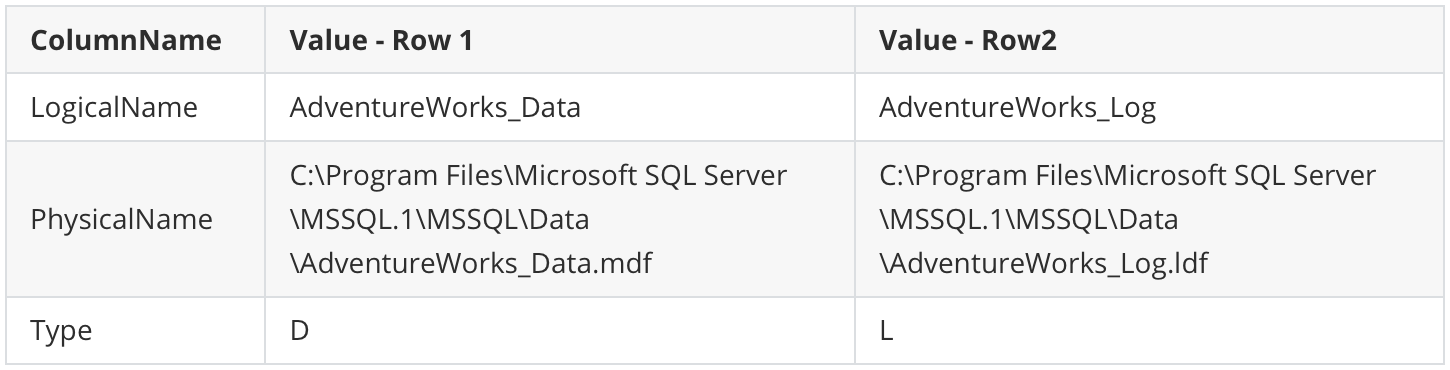 ColumnName Value - Row 1 Value - Row2
LogicalName AdventureWorks_Data AdventureWorks_Log
PhysicalName
C:\Program Files\Microsoft SQL Server
\MSSQL.1\MSSQL\Data
\AdventureWorks_Data.mdf
C:\Program Files\Microsoft SQL Server
\MSSQL.1\MSSQL\Data
\AdventureWorks_Log.ldf
Type D L